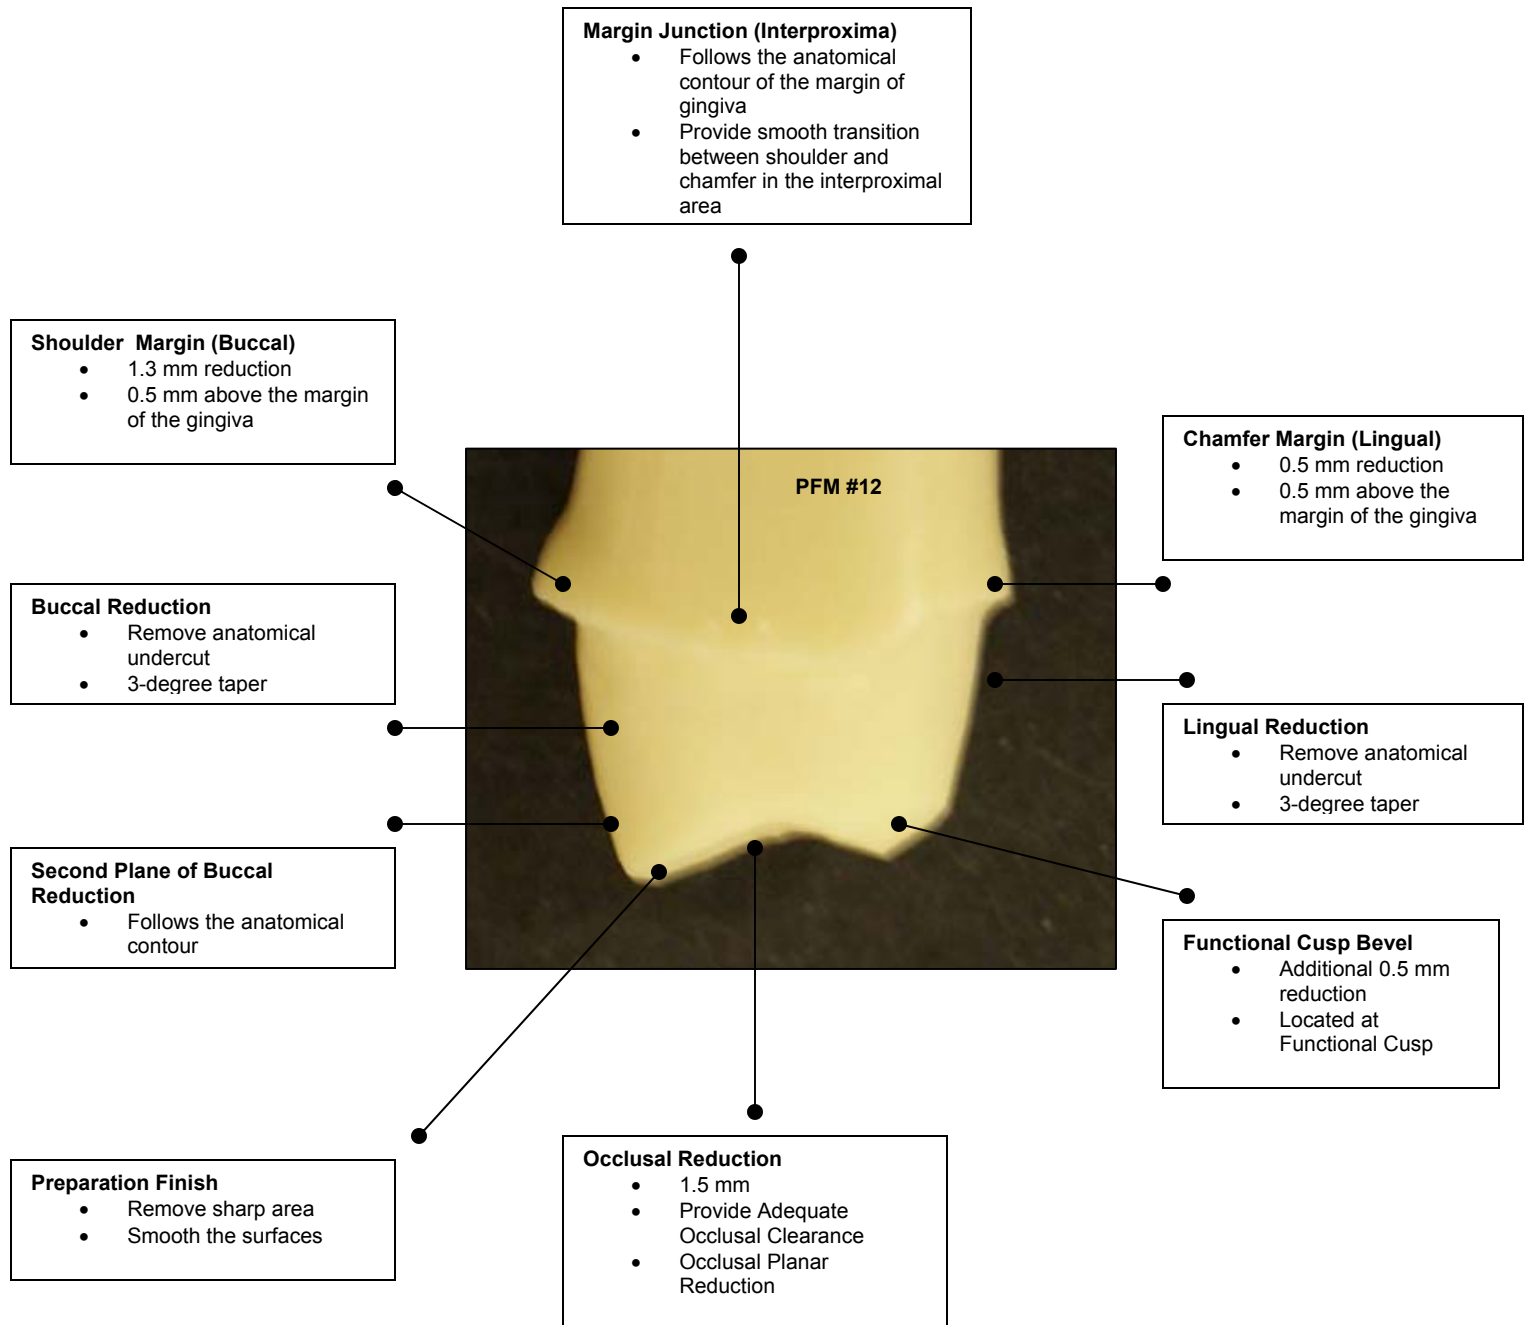 Margin Junction (Interproxima)
• Follows the anatomical
contour of the margin of
gingiva
• Provide smooth transition
between shoulder and
chamfer in the interproximal
area
Shoulder Margin (Buccal)
• 1.3 mm reduction
• 0.5 mm above the margin
of the gingiva
Chamfer Margin (Lingual)
• 0.5 mm reduction
• 0.5 mm above the
margin of the gingiva
PFM #12
Buccal Reduction
• Remove anatomical
undercut
• 3-degree taper
Lingual Reduction
• Remove anatomical
undercut
• 3-degree taper
Second Plane of Buccal
Reduction
• Follows the anatomical
contour
Functional Cusp Bevel
• Additional 0.5 mm
reduction
• Located at
Functional Cusp
Preparation Finish
• Remove sharp area
• Smooth the surfaces
Occlusal Reduction
• 1.5 mm
• Provide Adequate
Occlusal Clearance
• Occlusal Planar
Reduction